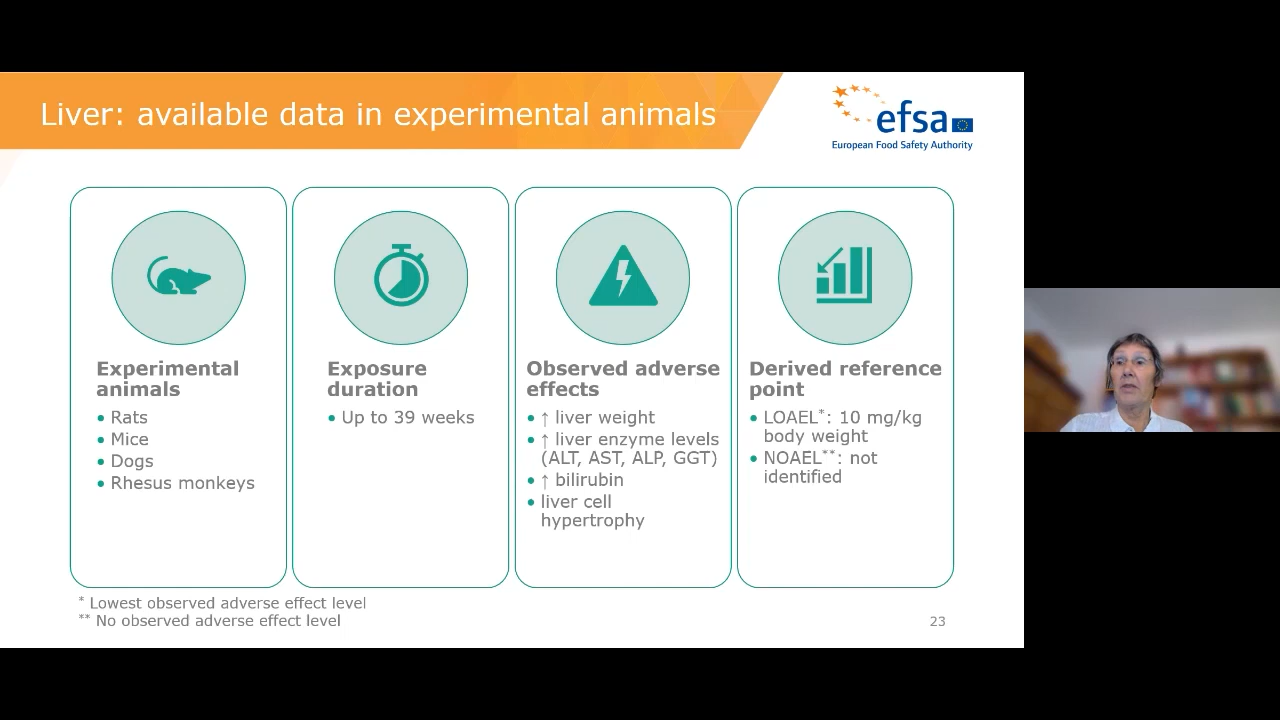 Liver: available data in experimental animals
efsa
European Food Safety Authority
Experimental
animals
• Rats
• Mice
• Dogs
• Rhesus monkeys
Exposure
duration
• Up to 39 weeks
Observed adverse
effects
• ↑ liver weight
• ↑ liver enzyme levels
(ALT, AST, ALP, GGT)
• ↑ bilirubin
• liver cell
hypertrophy
Derived reference
point
• LOAEL*: 10 mg/kg
body weight
• NOAEL**: not
identified
* Lowest observed adverse effect level
** No observed adverse effect level
23